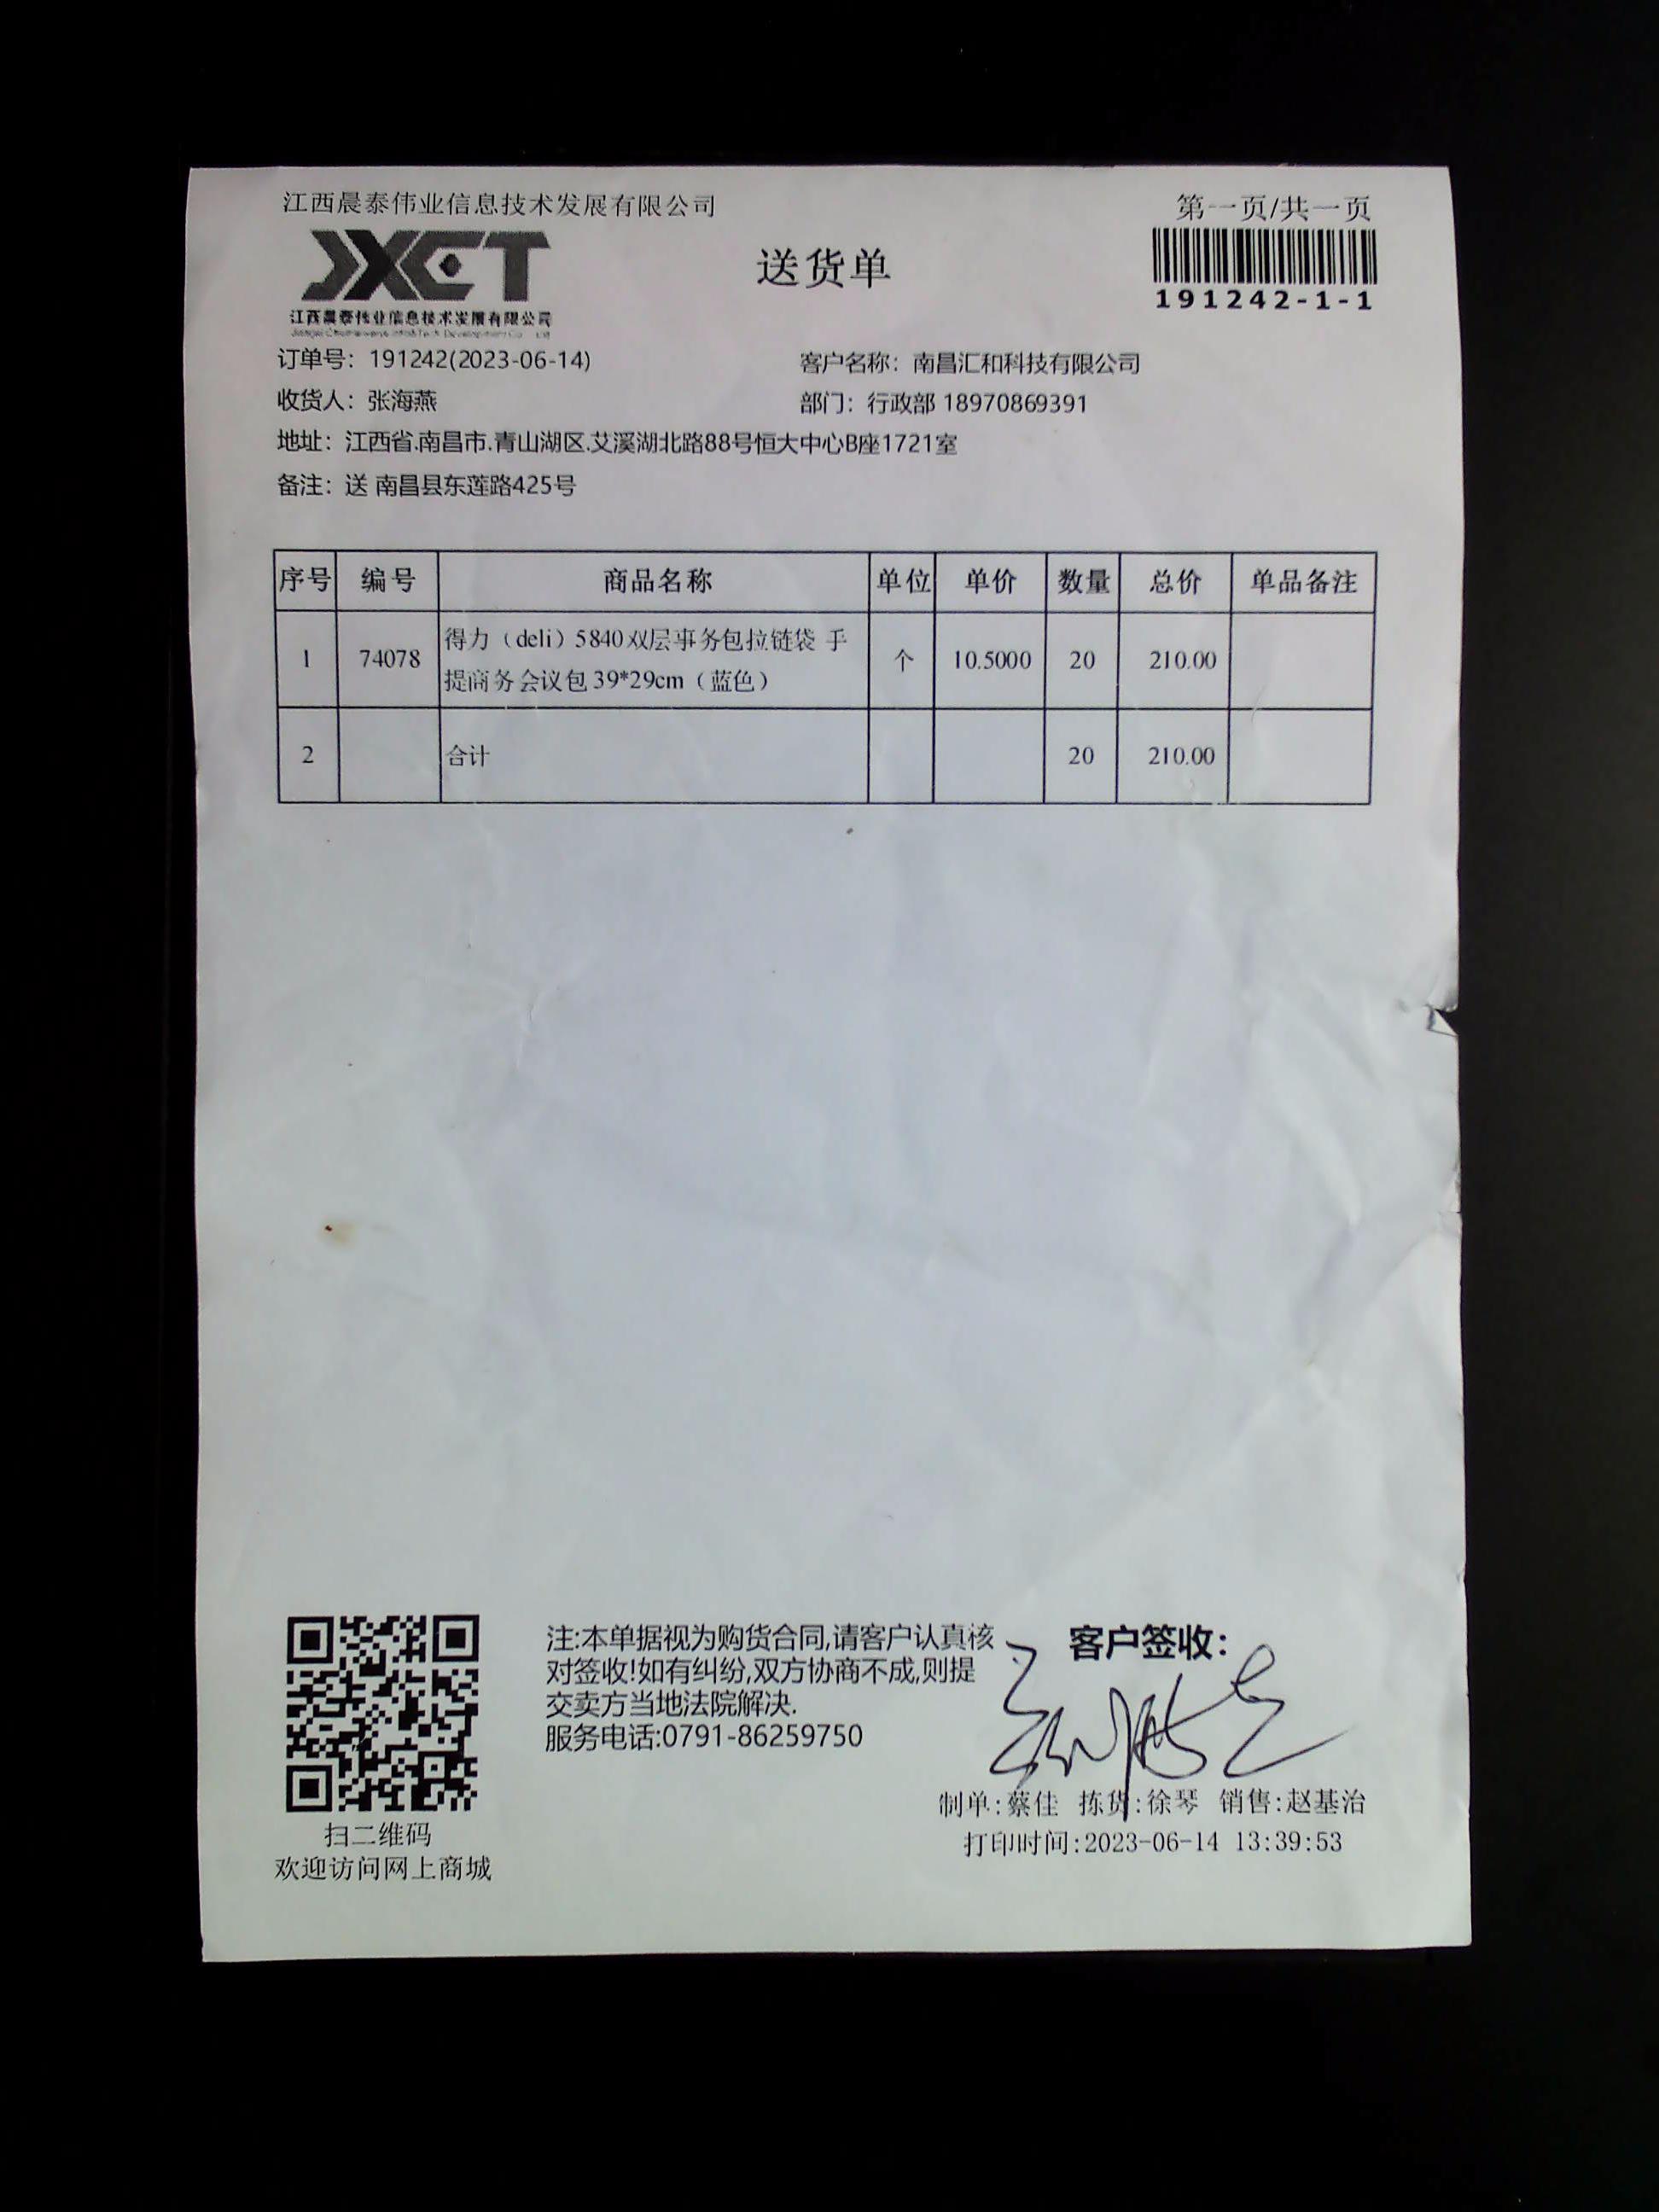 江西晨泰伟业信息技术发展有限公司
第一页/共一页
JXCT
送货单
191242-1-1
江西晨泰伟业信息技术发展有限公司
订单号：191242(2023-06-14)
客户名称：南昌汇和科技有限公司
收货人：张海燕
部门：行政部 18970869391
地址：江西省.南昌市.青山湖区.艾溪湖北路88号恒大中心B座1721室
备注：送 南昌县东莲路425号
序号 编号 商品名称 单位 单价 数量 总价 单品备注
1 74078 得力（deli）5840双层事务包拉链袋 手 个 10.5000 20 210.00
提商务会议包 39*29cm（蓝色）
2 合计 20 210.00
注:本单据视为购货合同,请客户认真核
对签收!如有纠纷,双方协商不成,则提
交卖方当地法院解决.
服务电话:0791-86259750
客户签收：
制单:蔡佳 拣货:徐琴 销售:赵基治
打印时间:2023-06-14 13:39:53
扫二维码
欢迎访问网上商城